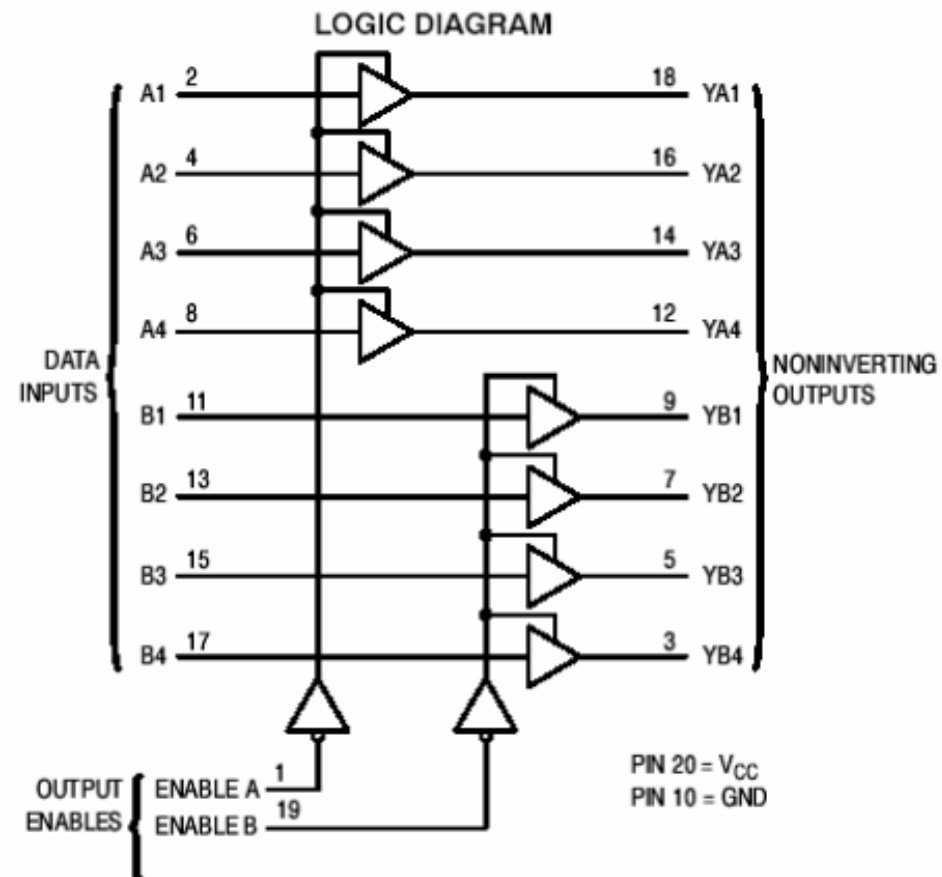 LOGIC DIAGRAM
A1 2 18 YA1
A2 4 16 YA2
A3 6 14 YA3
A4 8 12 YA4
DATA
INPUTS
NONINVERTING
OUTPUTS
B1 11 9 YB1
B2 13 7 YB2
B3 15 5 YB3
B4 17 3 YB4
OUTPUT
ENABLES
ENABLE A 1
ENABLE B 19
PIN 20 = VCC
PIN 10 = GND